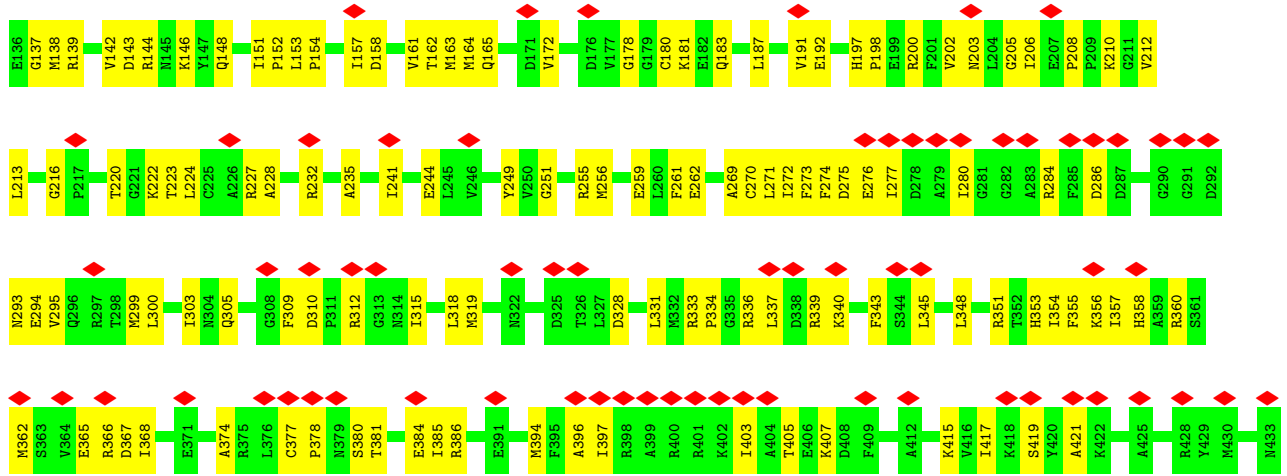 E136 G137 M138 R139 V142 D143 R144 N145 K146 Y147 Q148 I151 P152 L153 P154 I157 D158 V161 T162 M163 M164 Q165 D171 V172 D176 V177 G178 G179 C180 K181 E182 Q183 L187 V191 E192 H197 P198 E199 R200 F201 V202 N203 L204 G205 I206 E207 P208 P209 K210 G211 V212
L213 G216 P217 T220 G221 K222 T223 L224 C225 A226 R227 A228 R232 A235 I241 E244 L245 V246 Y249 V250 G251 R255 M256 E259 L260 F261 E262 A269 C270 L271 I272 F273 F274 D275 E276 I277 D278 A279 I280 G281 G282 A283 R284 F285 D286 D287 G290 G291 D292
N293 E294 V295 Q296 R297 T298 M299 L300 I303 N304 Q305 G308 F309 D310 P311 R312 G313 N314 I315 L318 M319 N322 D325 T326 L327 D328 L331 M332 R333 P334 G335 R336 L337 D338 R339 K340 F343 S344 L345 L348 R351 T352 H353 I354 F355 K356 I357 H358 A359 R360 S361
M362 S363 V364 E365 R366 D367 I368 E371 A374 R375 L376 C377 P378 N379 S380 T381 E384 I385 R386 E391 M394 F395 A396 I397 R398 A399 R400 R401 K402 I403 A404 T405 E406 K407 D408 F409 A412 K415 V416 I417 K418 S419 Y420 A421 K422 A425 R428 Y429 M430 N433